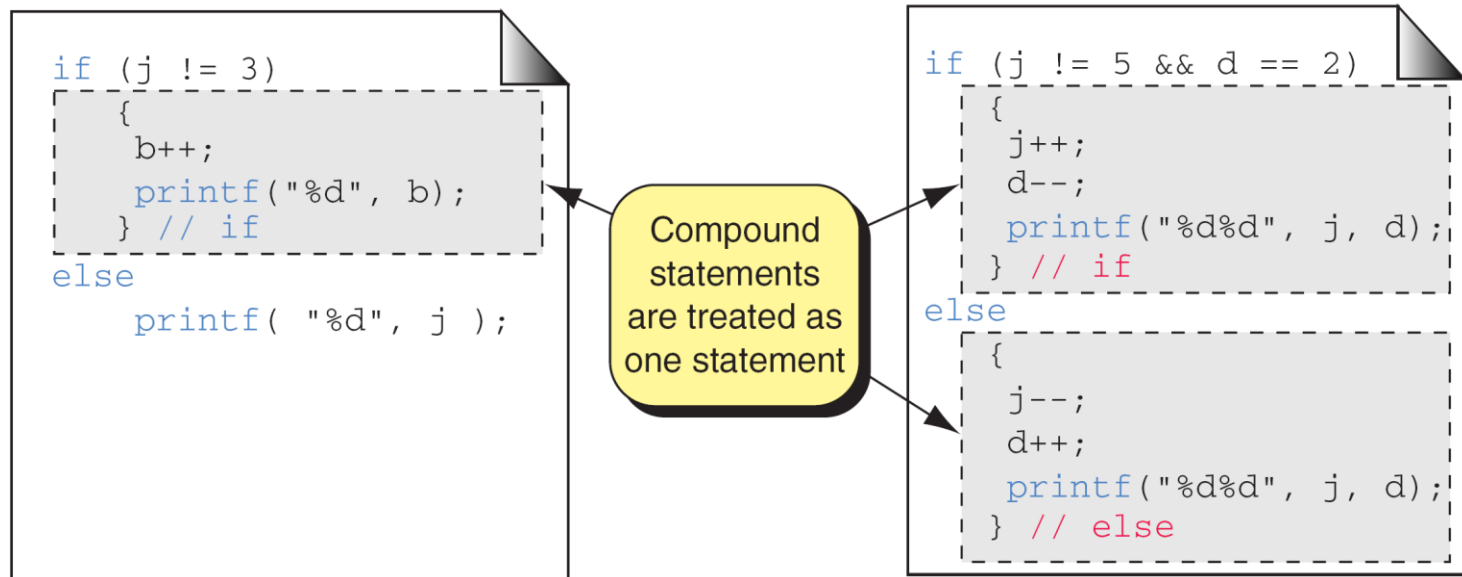 if (j != 3)
{
b++;
printf("%d", b);
} // if
else
printf( "%d", j );
Compound
statements
are treated as
one statement
if (j != 5 && d == 2)
{
j++;
d--;
printf("%d%d", j, d);
} // if
else
{
j--;
d++;
printf("%d%d", j, d);
} // else